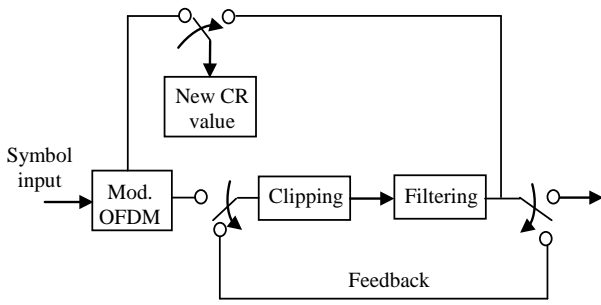 New CR
value
Symbol
input
Mod.
OFDM
Clipping
Filtering
Feedback